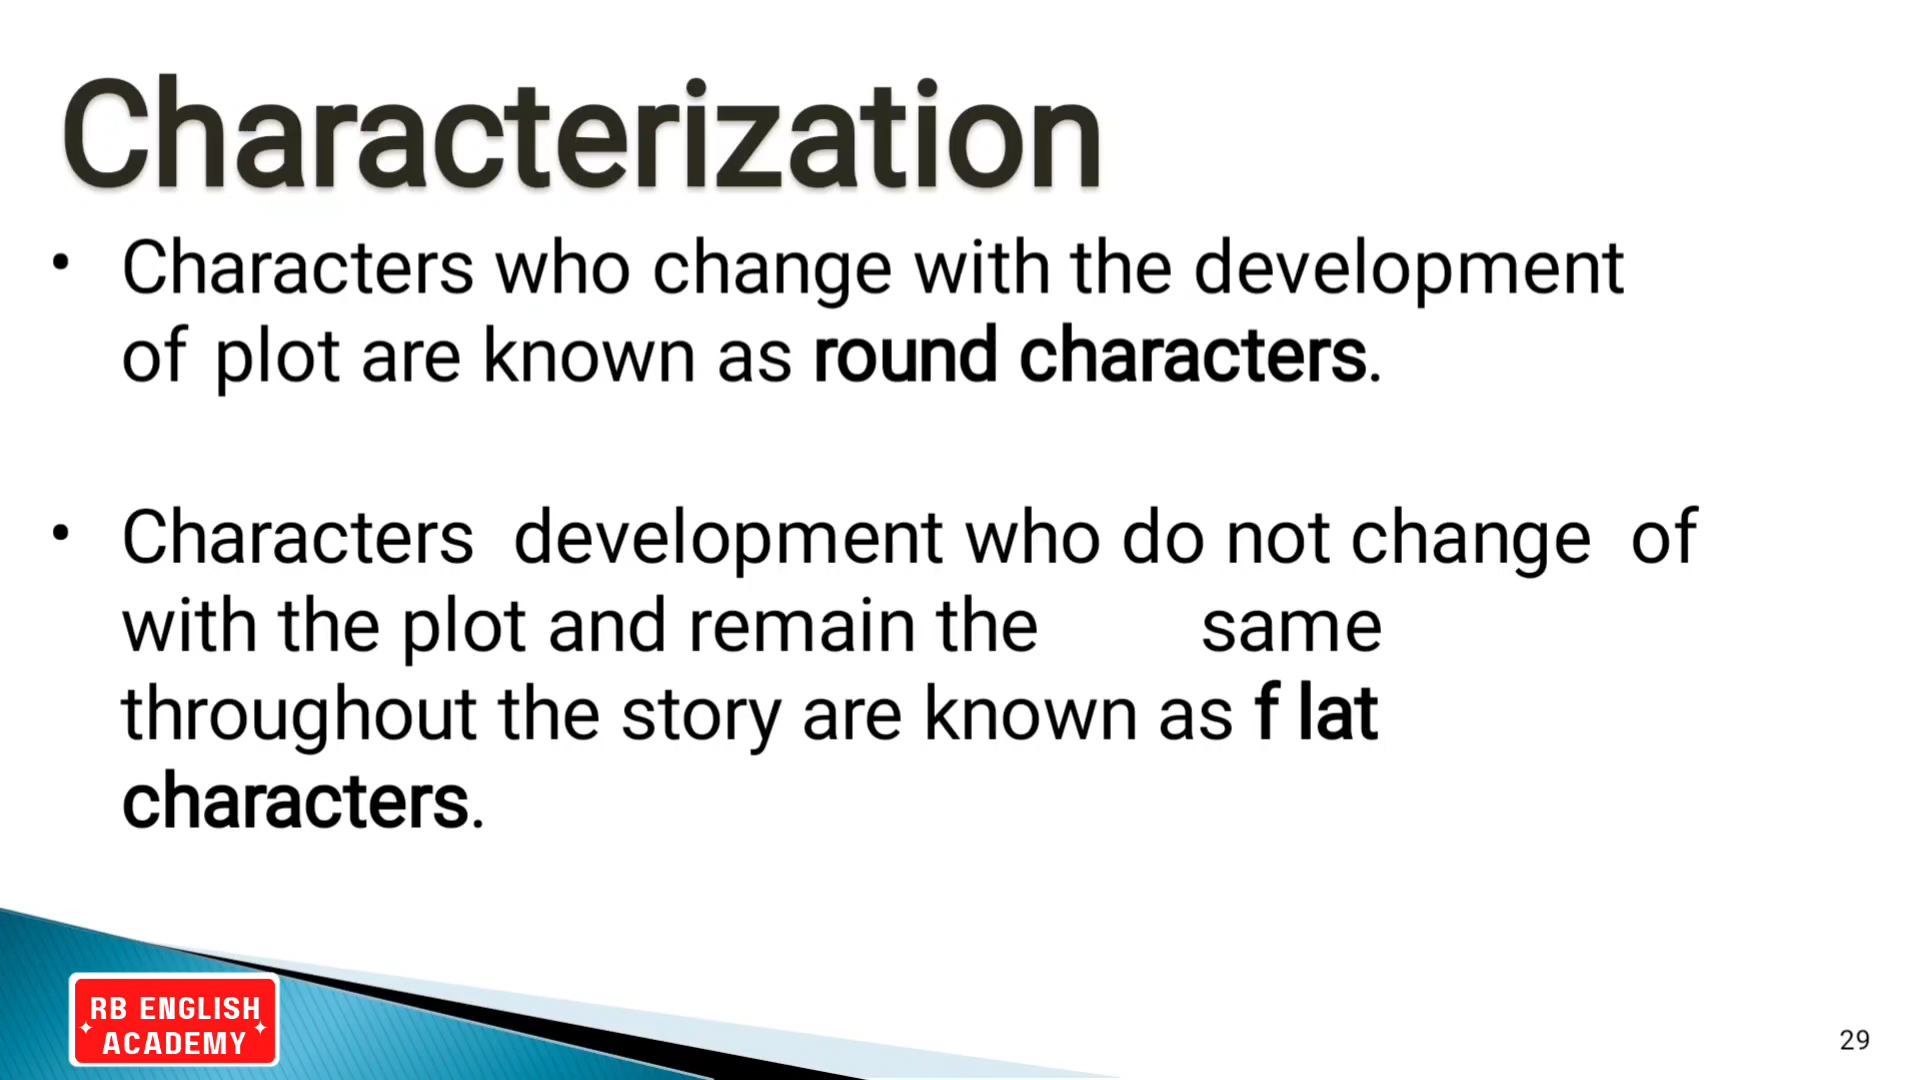 Characterization
• Characters who change with the development
of plot are known as round characters.
• Characters development who do not change of
with the plot and remain the same
throughout the story are known as f lat
characters.
RB ENGLISH
ACADEMY
29